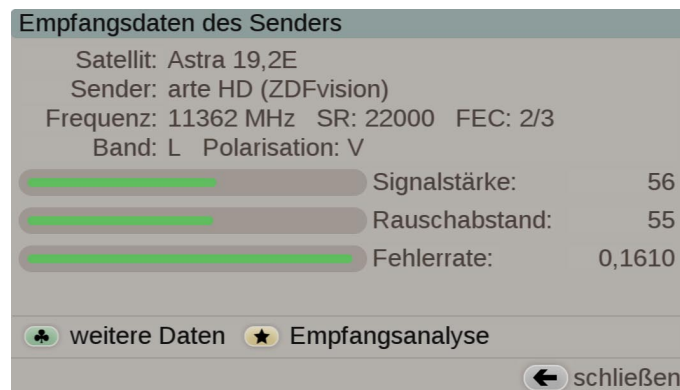 Empfangsdaten des Senders
Satellit: Astra 19,2E
Sender: arte HD (ZDFvision)
Frequenz: 11362 MHz SR: 22000 FEC: 2/3
Band: L Polarisation: V
Signalstärke: 56
Rauschabstand: 55
Fehlerrate: 0,1610
weitere Daten Empfangsanalyse
schließen